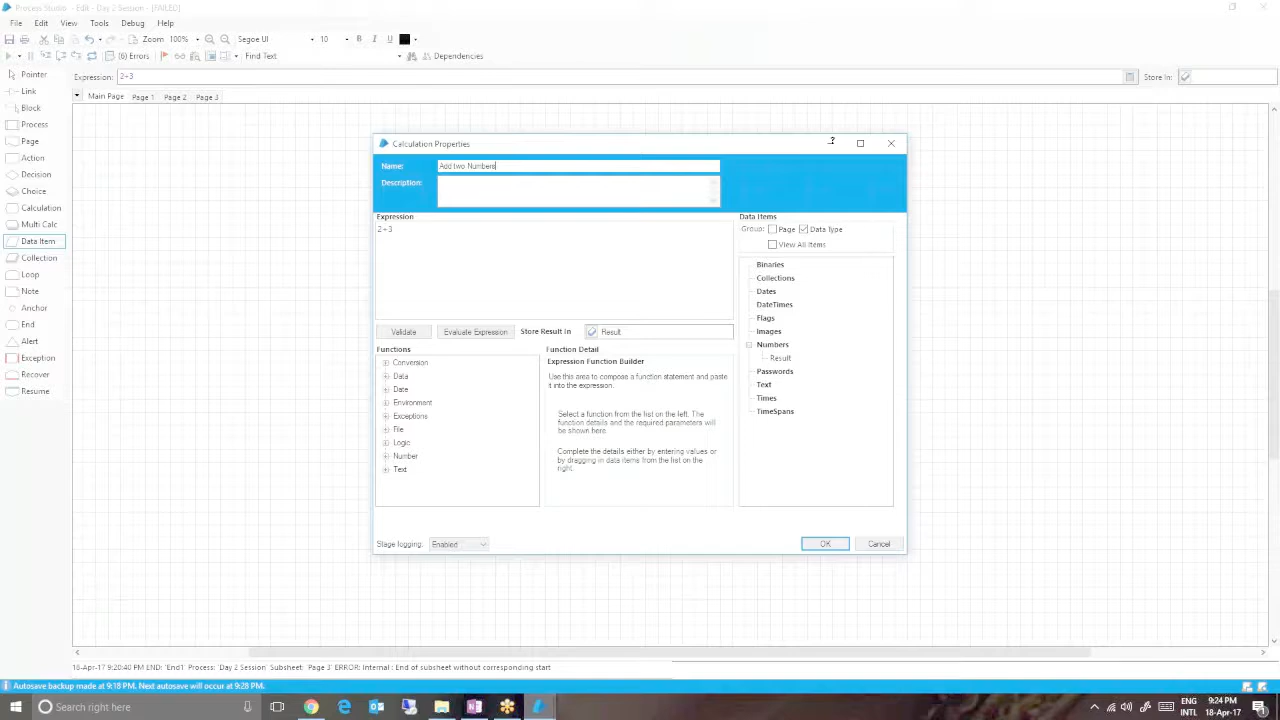 Process Studio - Edit - Day 2 Session - [FAILED]
File Edit View Tools Debug Help
Zoom 100% Segoe UI 10 B I U
(6) Errors Find Text Dependencies
Expression: 2+3 Store In:
Main Page Page 1 Page 2 Page 3
Pointer
Link
Block
Process
Page
Action
Decision
Choice
Calculation
Multi Calc
Data Item
Collection
Loop
Note
Anchor
End
Alert
Exception
Recover
Resume
Calculation Properties
Name: Add two Numbers
Description:
Expression
2+3
Data Items
Group: Page Data Type
View All Items
Binaries
Collections
Dates
DateTimes
Flags
Images
Numbers
Result
Passwords
Text
Times
TimeSpans
Validate Evaluate Expression Store Result In Result
Functions
Conversion
Data
Date
Environment
Exceptions
File
Logic
Number
Text
Function Detail
Expression Function Builder
Use this area to compose a function statement and paste
it into the expression.
Select a function from the list on the left. The
function details and the required parameters will
be shown here.
Complete the details either by entering values or
by dragging in data items from the list on the
right.
Stage logging: Enabled
OK Cancel
18-Apr-17 9:20:40 PM END: 'End1' Process: 'Day 2 Session' Subsheet: 'Page 3' ERROR: Internal : End of subsheet without corresponding start
Autosave backup made at 9:18 PM. Next autosave will occur at 9:28 PM.
Search right here
ENG
INTL
9:24 PM
18-Apr-17